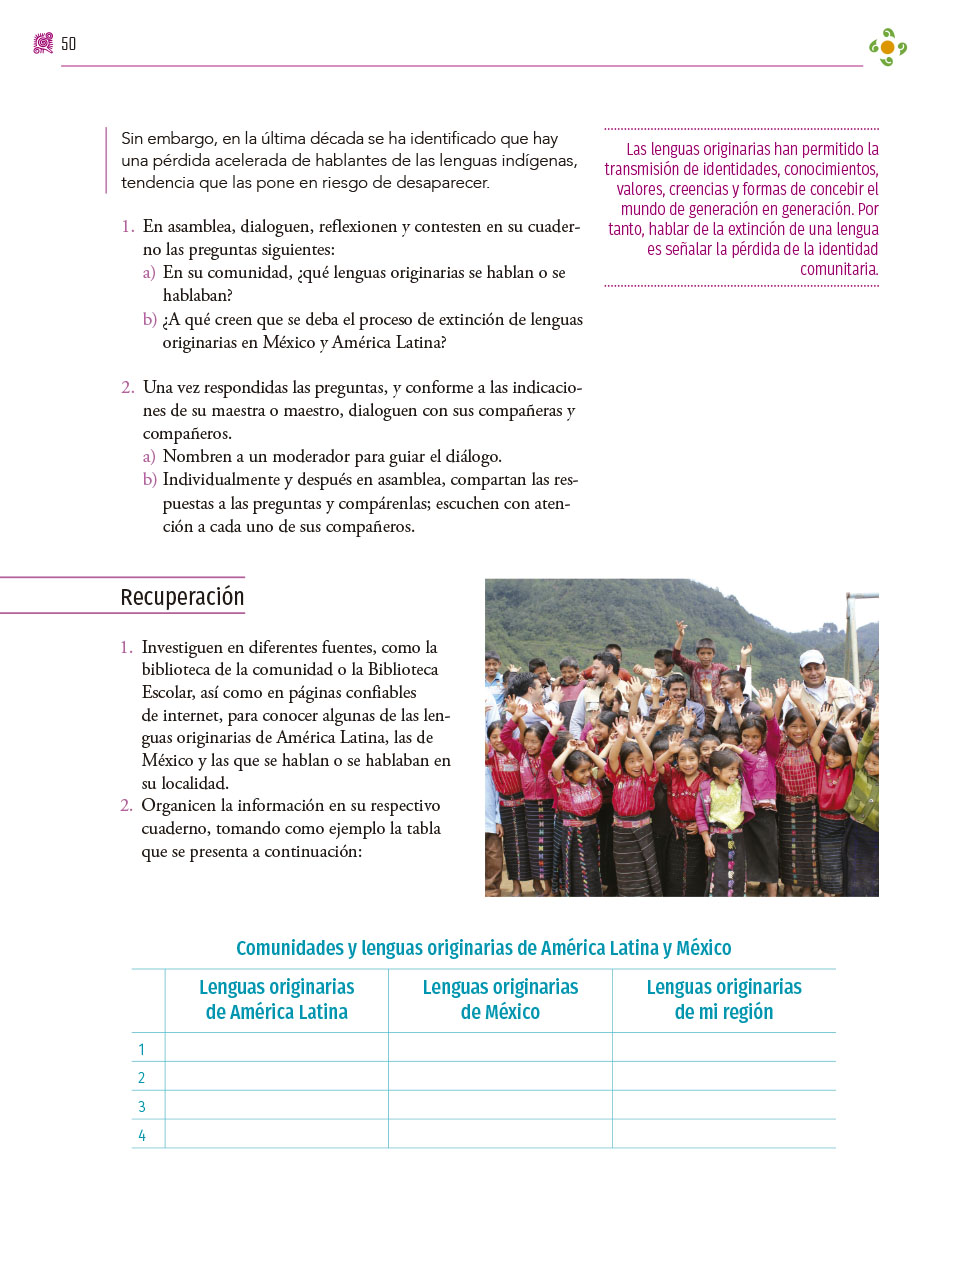 50
Sin embargo, en la última década se ha identificado que hay
una pérdida acelerada de hablantes de las lenguas indígenas,
tendencia que las pone en riesgo de desaparecer.
Las lenguas originarias han permitido la
transmisión de identidades, conocimientos,
valores, creencias y formas de concebir el
mundo de generación en generación. Por
tanto, hablar de la extinción de una lengua
es señalar la pérdida de la identidad
comunitaria.
1. En asamblea, dialoguen, reflexionen y contesten en su cuader-
no las preguntas siguientes:
a) En su comunidad, ¿qué lenguas originarias se hablan o se
hablaban?
b) ¿A qué creen que se deba el proceso de extinción de lenguas
originarias en México y América Latina?
2. Una vez respondidas las preguntas, y conforme a las indicacio-
nes de su maestra o maestro, dialoguen con sus compañeras y
compañeros.
a) Nombren a un moderador para guiar el diálogo.
b) Individualmente y después en asamblea, compartan las res-
puestas a las preguntas y compárenlas; escuchen con aten-
ción a cada uno de sus compañeros.
Recuperación
1. Investiguen en diferentes fuentes, como la
biblioteca de la comunidad o la Biblioteca
Escolar, así como en páginas confiables
de internet, para conocer algunas de las len-
guas originarias de América Latina, las de
México y las que se hablan o se hablaban en
su localidad.
2. Organicen la información en su respectivo
cuaderno, tomando como ejemplo la tabla
que se presenta a continuación:
Comunidades y lenguas originarias de América Latina y México
Lenguas originarias
de América Latina
Lenguas originarias
de México
Lenguas originarias
de mi región
1
2
3
4